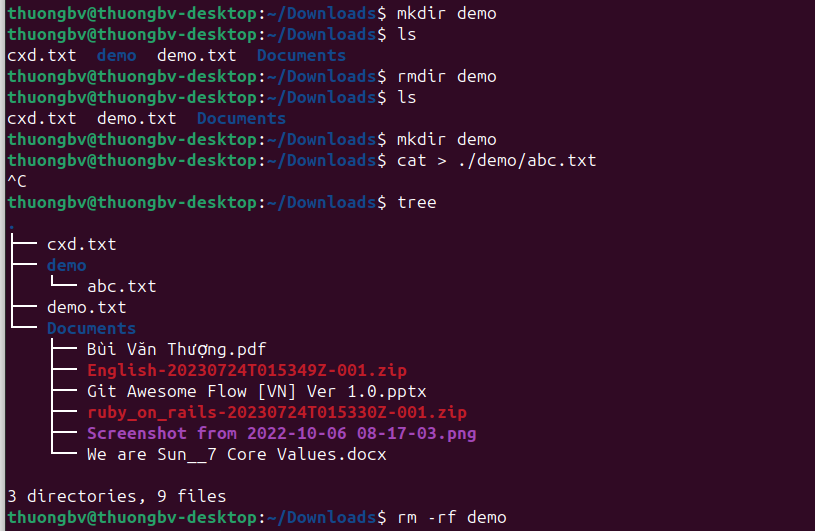 thuongbv@thuongbv-desktop:~/Downloads$ mkdir demo
thuongbv@thuongbv-desktop:~/Downloads$ ls
cxd.txt  demo  demo.txt  Documents
thuongbv@thuongbv-desktop:~/Downloads$ rmdir demo
thuongbv@thuongbv-desktop:~/Downloads$ ls
cxd.txt  demo.txt  Documents
thuongbv@thuongbv-desktop:~/Downloads$ mkdir demo
thuongbv@thuongbv-desktop:~/Downloads$ cat > ./demo/abc.txt
^C
thuongbv@thuongbv-desktop:~/Downloads$ tree
.
├── cxd.txt
├── demo
│   └── abc.txt
├── demo.txt
└── Documents
    ├── Bùi Văn Thượng.pdf
    ├── English-20230724T015349Z-001.zip
    ├── Git Awesome Flow [VN] Ver 1.0.pptx
    ├── ruby_on_rails-20230724T015330Z-001.zip
    ├── Screenshot from 2022-10-06 08-17-03.png
    └── We are Sun__7 Core Values.docx

3 directories, 9 files
thuongbv@thuongbv-desktop:~/Downloads$ rm -rf demo